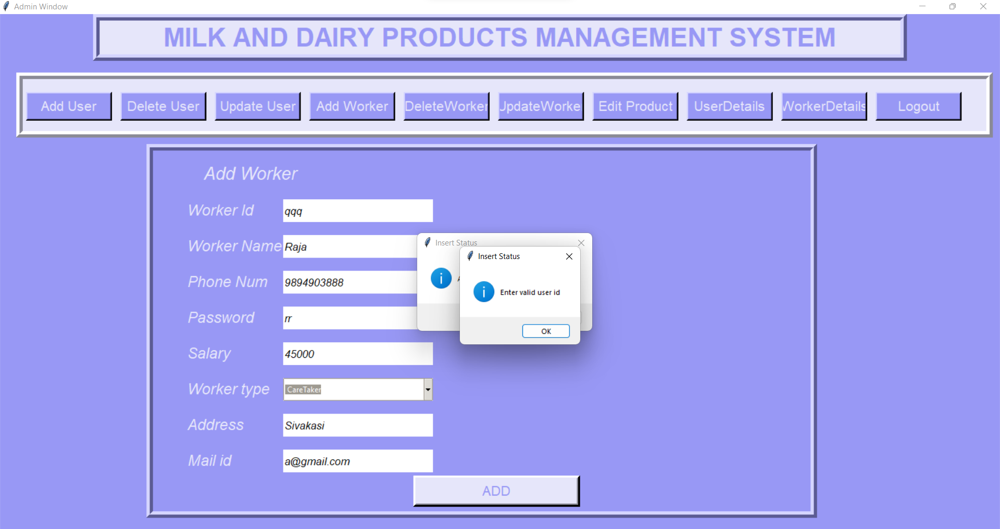 Admin Window
MILK AND DAIRY PRODUCTS MANAGEMENT SYSTEM
Add User Delete User Update User Add Worker DeleteWorker UpdateWorke Edit Product UserDetails WorkerDetails Logout
Add Worker
Worker Id qqq
Worker Name Raja
Phone Num 9894903888
Password rr
Salary 45000
Worker type CareTaker
Address Sivakasi
Mail id a@gmail.com
ADD
Insert Status
Insert Status
Enter valid user id
OK